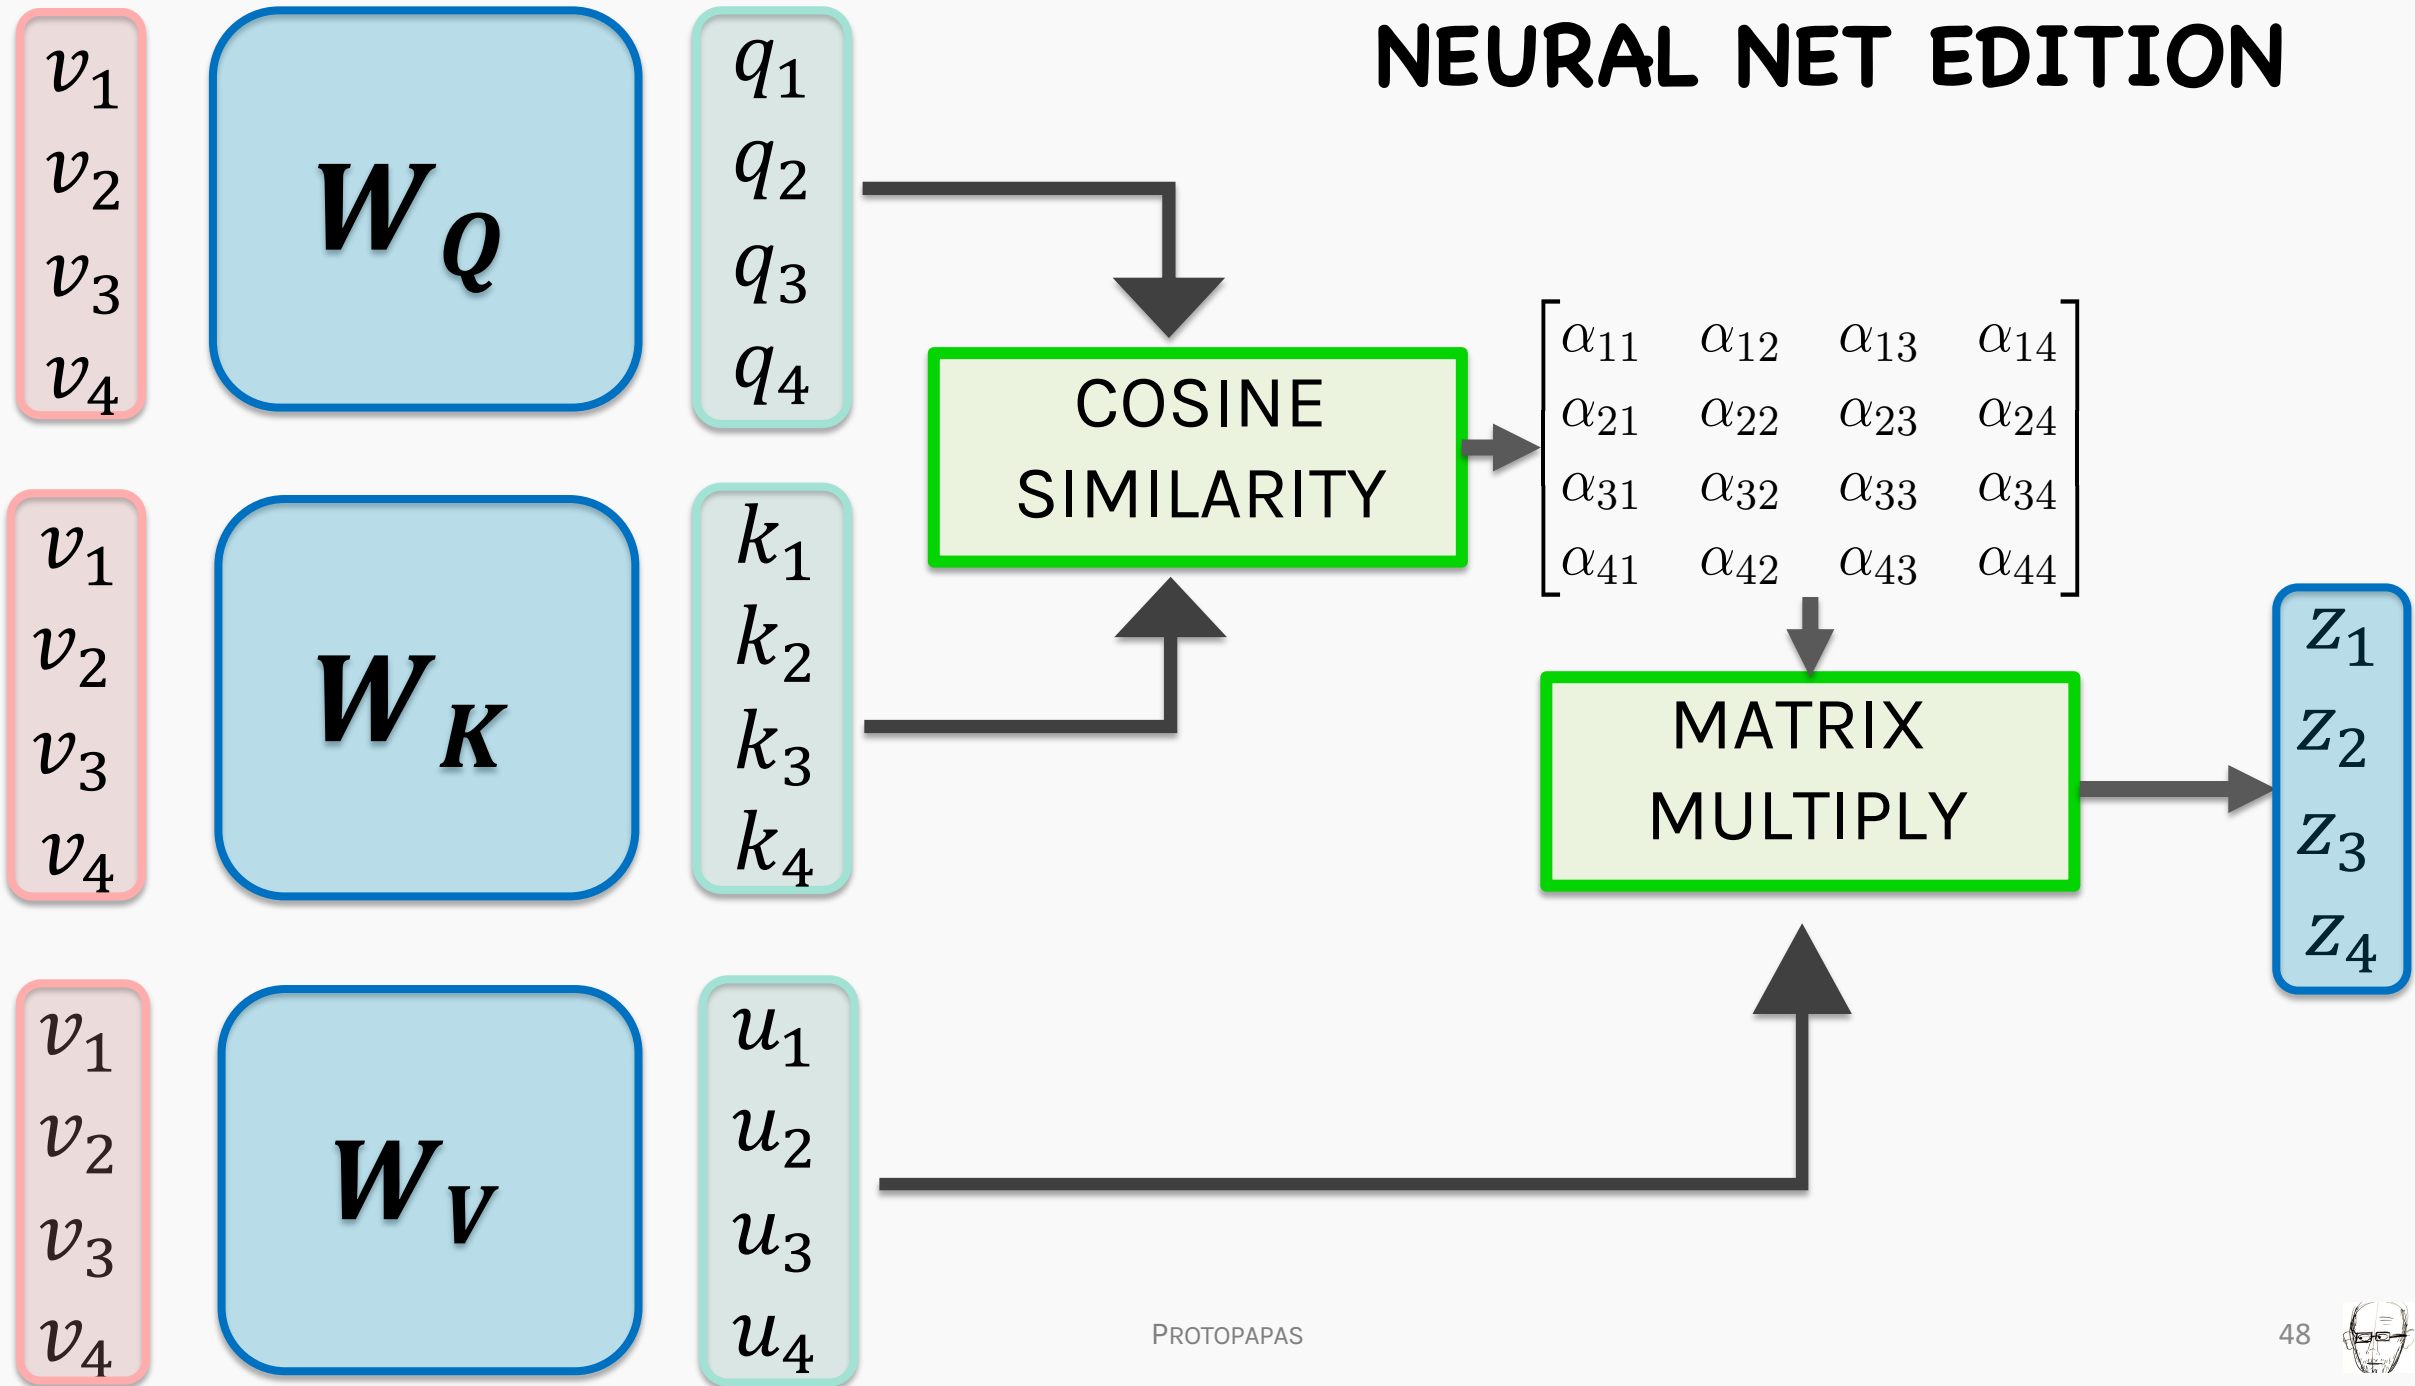 NEURAL NET EDITION
v1
v2
v3
v4
WQ
q1
q2
q3
q4
v1
v2
v3
v4
WK
k1
k2
k3
k4
v1
v2
v3
v4
WV
u1
u2
u3
u4
COSINE
SIMILARITY
α11 α12 α13 α14
α21 α22 α23 α24
α31 α32 α33 α34
α41 α42 α43 α44
MATRIX
MULTIPLY
z1
z2
z3
z4
PROTOPAPAS
48